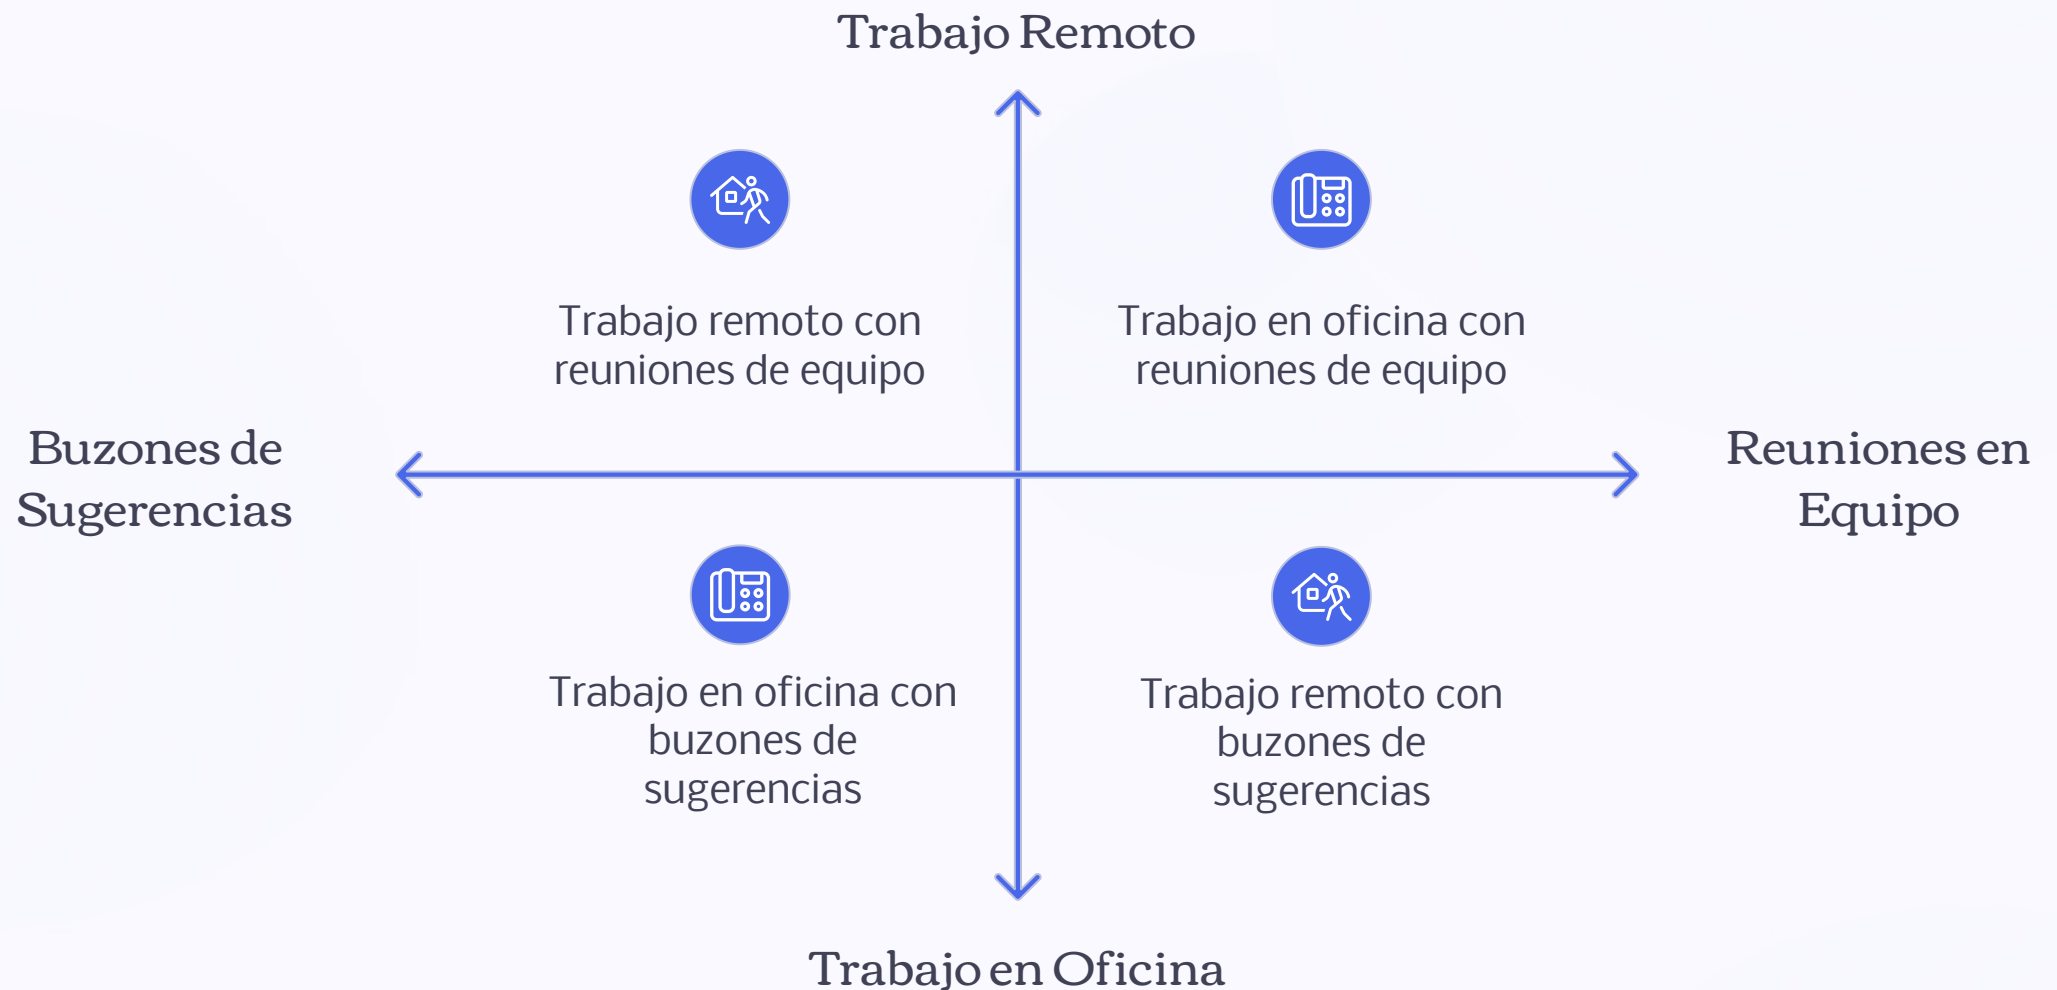 Trabajo Remoto
Trabajo remoto con
reuniones de equipo
Trabajo en oficina con
reuniones de equipo
Buzones de
Sugerencias
Reuniones en
Equipo
Trabajo en oficina con
buzones de
sugerencias
Trabajo remoto con
buzones de
sugerencias
Trabajo en Oficina